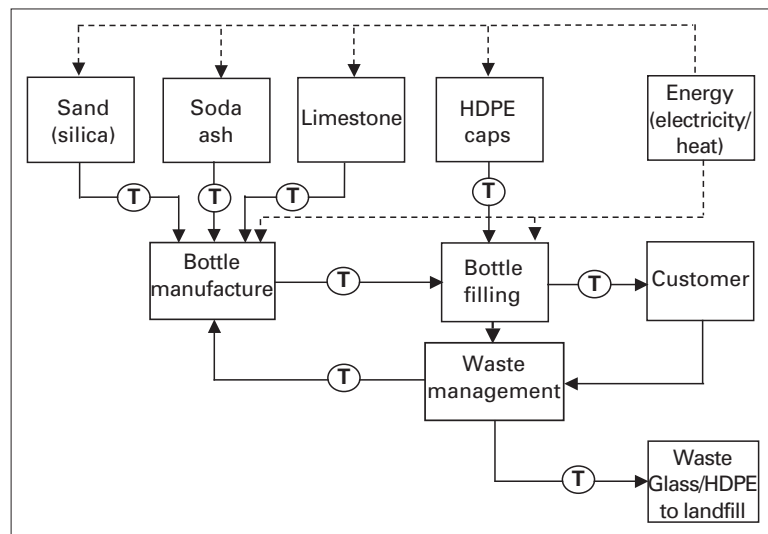 Sand
(silica)
Soda
ash
Limestone
HDPE
caps
Energy
(electricity/
heat)
T
T
T
T
Bottle
manufacture
T
Bottle
filling
T
Customer
T
Waste
management
T
Waste
Glass/HDPE
to landfill